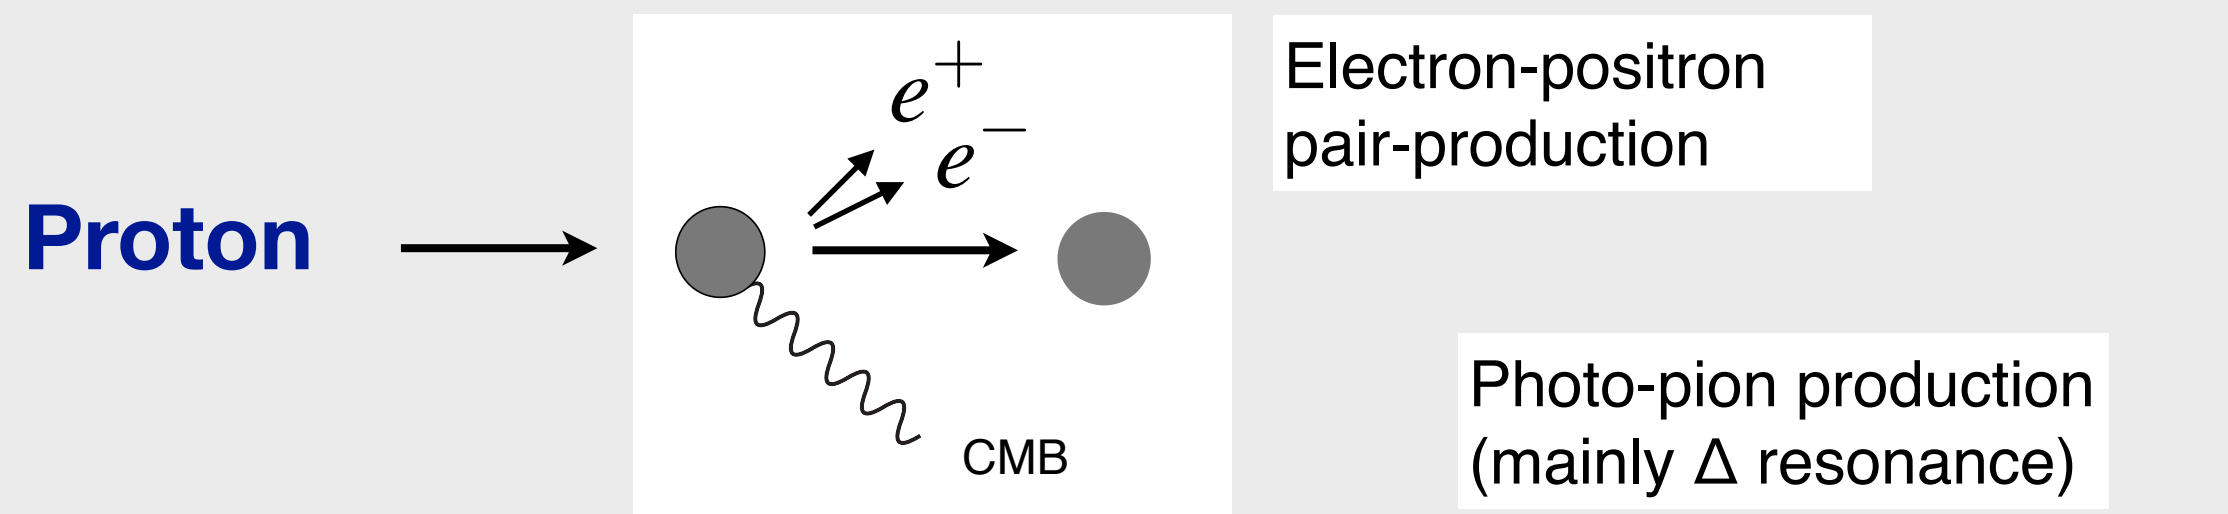 e⁺
e⁻
Electron-positron
pair-production
Proton
CMB
Photo-pion production
(mainly Δ resonance)